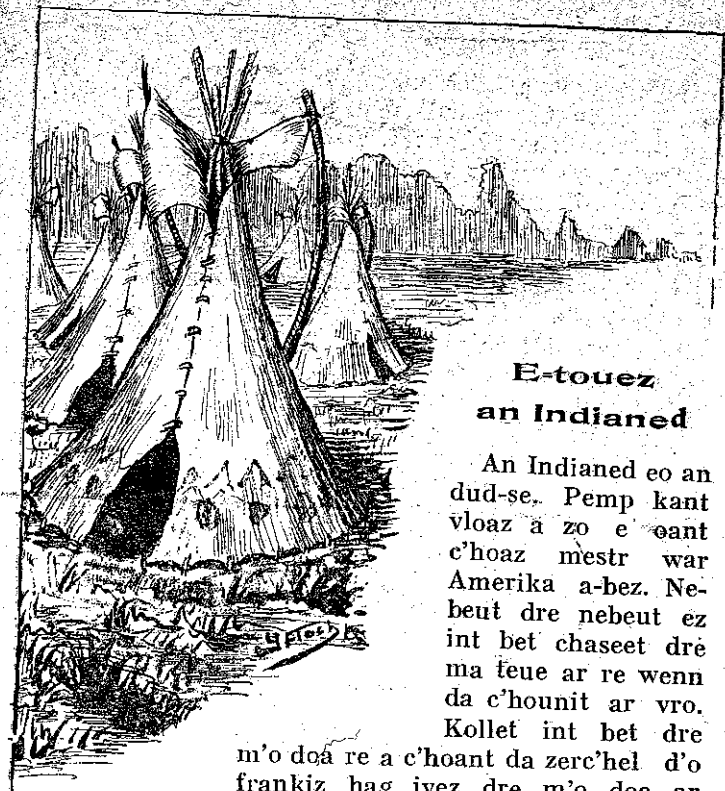 E-touez
an Indianed
An Indianed eo an
dud-se. Pemp kant
vloaz a zo e oant
c'hoaz mestr war
Amerika a-bez. Ne-
beut dre nebeut ez
int bet chaseet dre
ma teue ar re wenn
da c'hounit ar vro.
Kollet int bet dre
m'o doa re a c'hoant da zerc'hel d'o
frankiz hag ivez dre m'o doa an